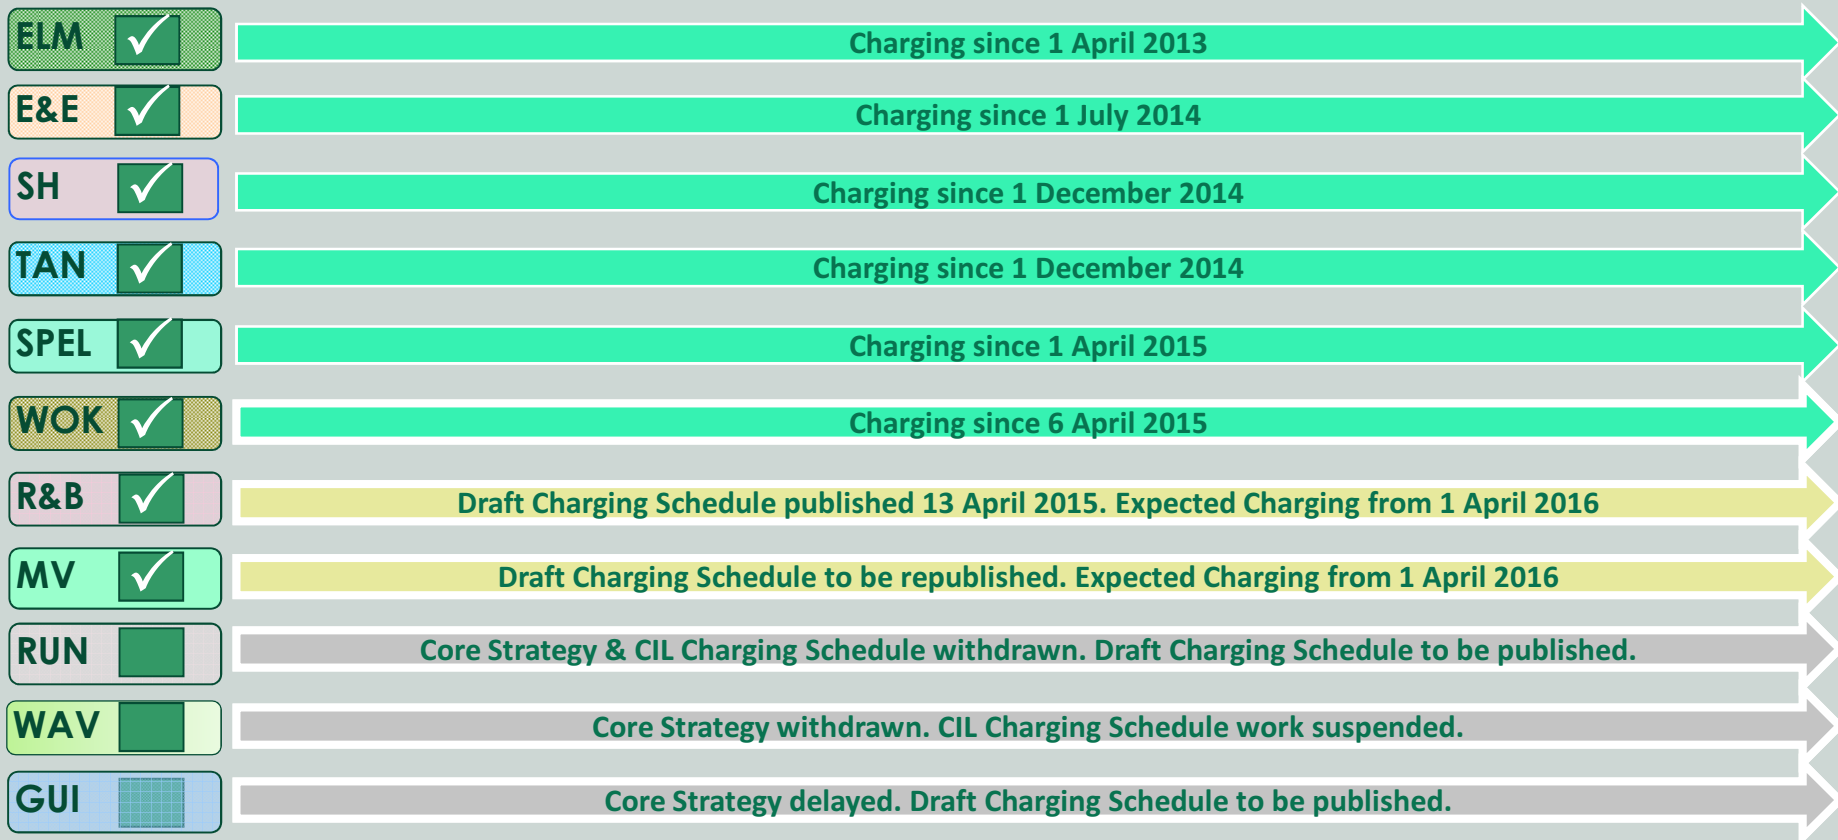 ELM Charging since 1 April 2013
E&E Charging since 1 July 2014
SH Charging since 1 December 2014
TAN Charging since 1 December 2014
SPEL Charging since 1 April 2015
WOK Charging since 6 April 2015
R&B Draft Charging Schedule published 13 April 2015. Expected Charging from 1 April 2016
MV Draft Charging Schedule to be republished. Expected Charging from 1 April 2016
RUN Core Strategy & CIL Charging Schedule withdrawn. Draft Charging Schedule to be published.
WAV Core Strategy withdrawn. CIL Charging Schedule work suspended.
GUI Core Strategy delayed. Draft Charging Schedule to be published.